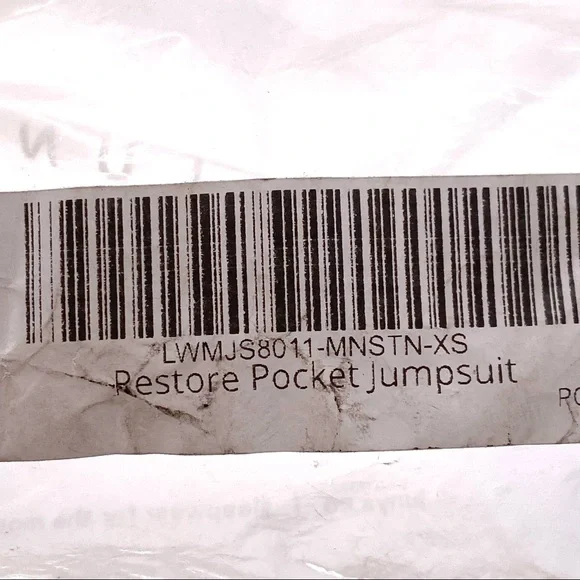 LWMJS8011-MNSTN-XS
Restore Pocket Jumpsuit